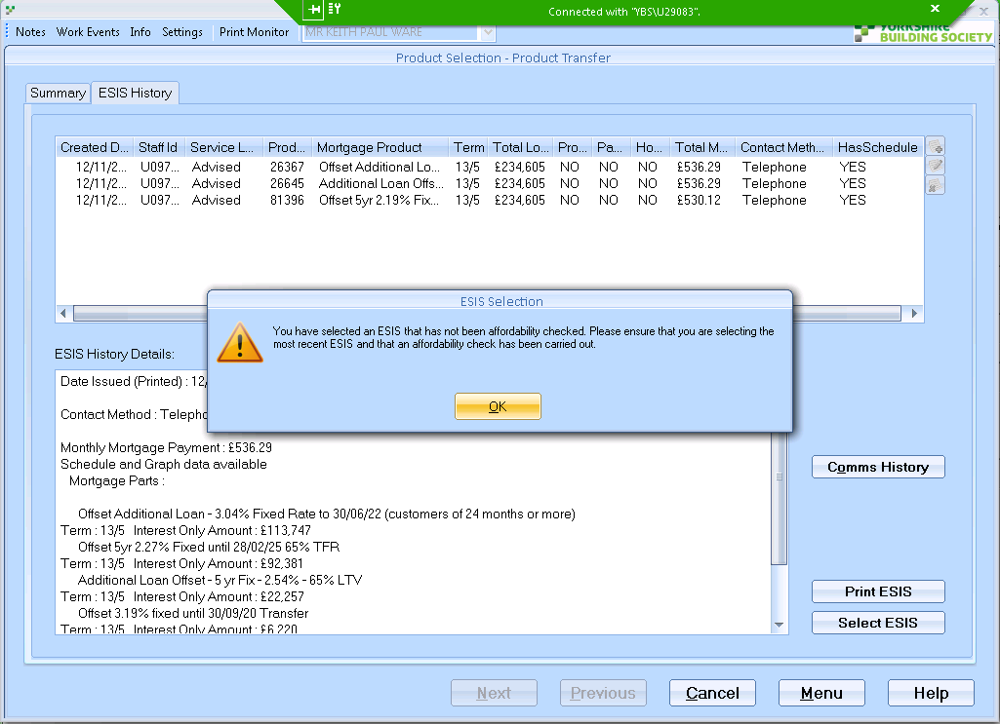 Connected with "YBS\U29083".
Notes Work Events Info Settings Print Monitor MR KEITH PAUL WARE
YORKSHIRE
BUILDING SOCIETY
Product Selection - Product Transfer
Summary ESIS History
Created D... Staff Id Service L... Prod... Mortgage Product Term Total Lo... Pro... Pa... Ho... Total M... Contact Meth... HasSchedule
12/11/2... U097... Advised 26367 Offset Additional Lo... 13/5 £234,605 NO NO NO £536.29 Telephone YES
12/11/2... U097... Advised 26645 Additional Loan Offs... 13/5 £234,605 NO NO NO £536.29 Telephone YES
12/11/2... U097... Advised 81396 Offset 5yr 2.19% Fix... 13/5 £234,605 NO NO NO £530.12 Telephone YES
ESIS Selection
You have selected an ESIS that has not been affordability checked. Please ensure that you are selecting the
most recent ESIS and that an affordability check has been carried out.
OK
ESIS History Details:
Date Issued (Printed) : 12/
Contact Method : Telepho
Monthly Mortgage Payment : £536.29
Schedule and Graph data available
Mortgage Parts :
Offset Additional Loan - 3.04% Fixed Rate to 30/06/22 (customers of 24 months or more)
Term : 13/5 Interest Only Amount : £113,747
Offset 5yr 2.27% Fixed until 28/02/25 65% TFR
Term : 13/5 Interest Only Amount : £92,381
Additional Loan Offset - 5 yr Fix - 2.54% - 65% LTV
Term : 13/5 Interest Only Amount : £22,257
Offset 3.19% fixed until 30/09/20 Transfer
Term : 13/5 Interest Only Amount : £6,220
Comms History
Print ESIS
Select ESIS
Next Previous Cancel Menu Help